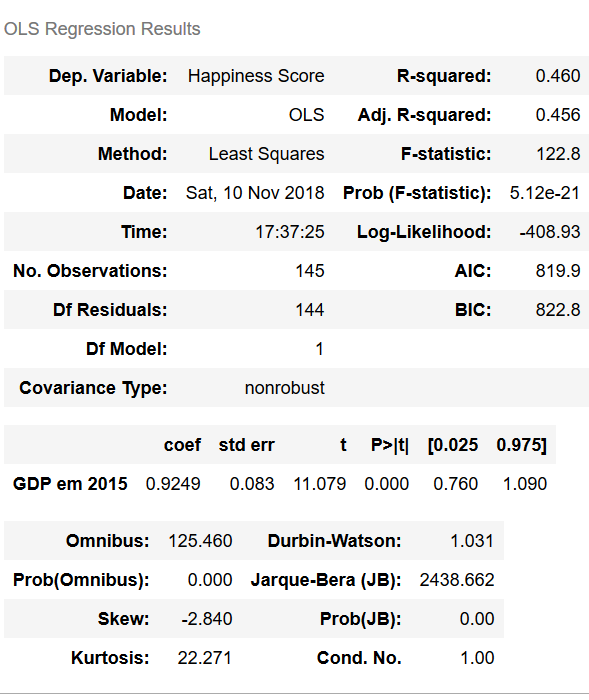 OLS Regression Results
Dep. Variable: Happiness Score R-squared: 0.460
Model: OLS Adj. R-squared: 0.456
Method: Least Squares F-statistic: 122.8
Date: Sat, 10 Nov 2018 Prob (F-statistic): 5.12e-21
Time: 17:37:25 Log-Likelihood: -408.93
No. Observations: 145 AIC: 819.9
Df Residuals: 144 BIC: 822.8
Df Model: 1
Covariance Type: nonrobust
coef std err t P>|t| [0.025 0.975]
GDP em 2015 0.9249 0.083 11.079 0.000 0.760 1.090
Omnibus: 125.460 Durbin-Watson: 1.031
Prob(Omnibus): 0.000 Jarque-Bera (JB): 2438.662
Skew: -2.840 Prob(JB): 0.00
Kurtosis: 22.271 Cond. No. 1.00